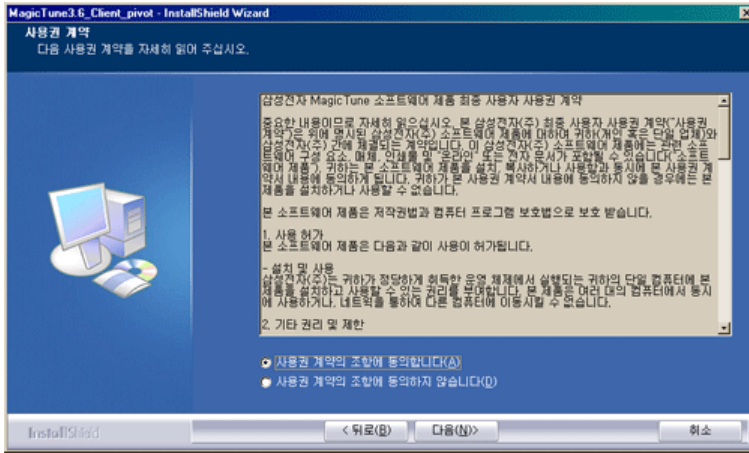 MagicTune3.6_Client_pivot - InstallShield Wizard
사용권 계약
다음 사용권 계약을 자세히 읽어 주십시오.
삼성전자 MagicTune 소프트웨어 제품 최종 사용자 사용권 계약
중요한 내용이므로 자세히 읽으십시오. 본 삼성전자(주) 최종 사용자 사용권 계약("사용권
계약")은 위에 명시된 삼성전자(주) 소프트웨어 제품에 대하여 귀하(개인 혹은 단일 업체)와
삼성전자(주) 간에 체결되는 계약입니다. 이 삼성전자(주) 소프트웨어 제품에는 관련 소프
트웨어 구성 요소, 매체, 인쇄물 및 "온라인" 또는 전자 문서가 포함될 수 있습니다("소프트
웨어 제품"). 귀하는 본 소프트웨어 제품을 설치, 복사하거나 사용함과 동시에 본 사용권 계
약서 내용에 동의하게 됩니다. 귀하가 본 사용권 계약서 내용에 동의하지 않을 경우에는 본
제품을 설치하거나 사용할 수 없습니다.
본 소프트웨어 제품은 저작권법과 컴퓨터 프로그램 보호법으로 보호 받습니다.
1. 사용 허가
본 소프트웨어 제품은 다음과 같이 사용이 허가됩니다.
- 설치 및 사용
삼성전자(주)는 귀하가 정당하게 취득한 운영 체제에서 실행되는 귀하의 단일 컴퓨터에 본
제품을 설치하고 사용할 수 있는 권리를 부여합니다. 본 제품은 여러 대의 컴퓨터에서 동시
에 사용하거나, 네트워크를 통하여 다른 컴퓨터에 이동시킬 수 없습니다.
2. 기타 권리 및 제한
사용권 계약의 조항에 동의합니다(A)
사용권 계약의 조항에 동의하지 않습니다(D)
InstallShield
< 뒤로(B)
다음(N)>
취소